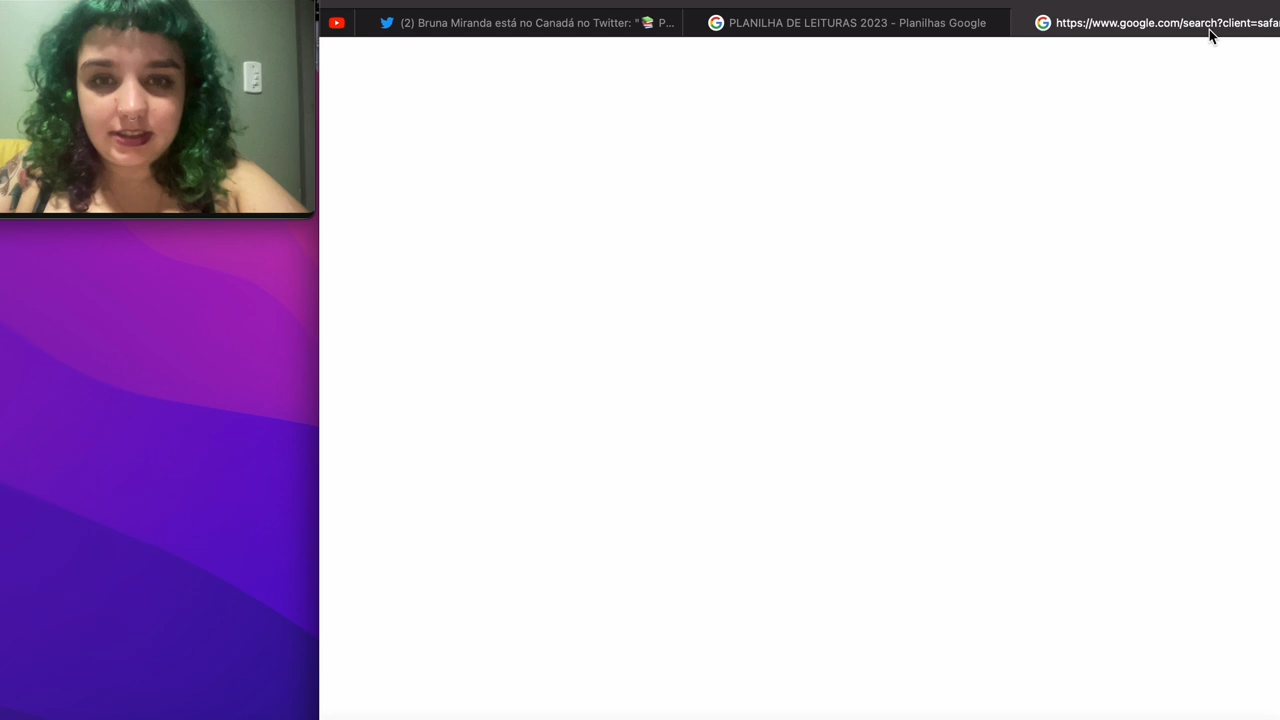 (2) Bruna Miranda está no Canadá no Twitter: "📚 P...
PLANILHA DE LEITURAS 2023 - Planilhas Google
https://www.google.com/search?client=safa